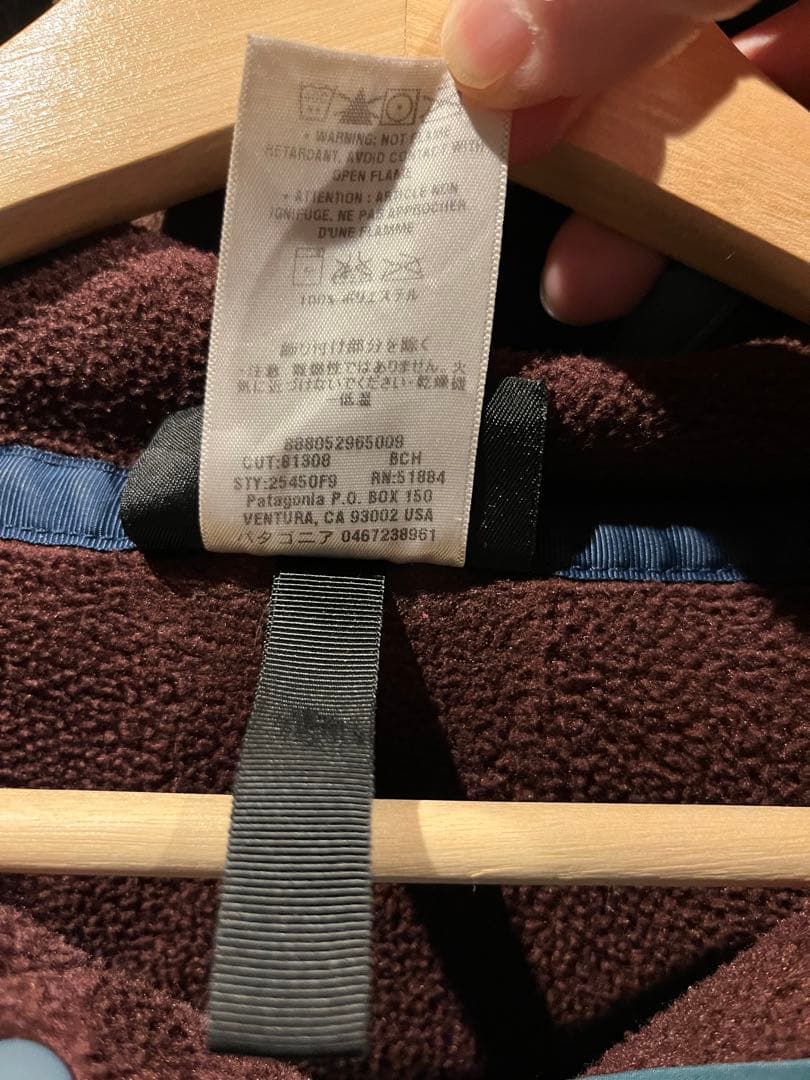 • WARNING: NOT FLAME
RETARDANT. AVOID CONTACT WITH
OPEN FLAME
• ATTENTION : ARTICLE NON
IGNIFUGE. NE PAS APPROCHER
D'UNE FLAMME
100% ポリエステル
飾り付け部分を除く
・注意 難燃性ではありません。火
気に近づけないでください・乾燥機
ー低温
888052965009
CUT:81308 BCH
STY:25450F9 RN:51884
Patagonia P.O. BOX 150
VENTURA, CA 93002 USA
パタゴニア 0467238961